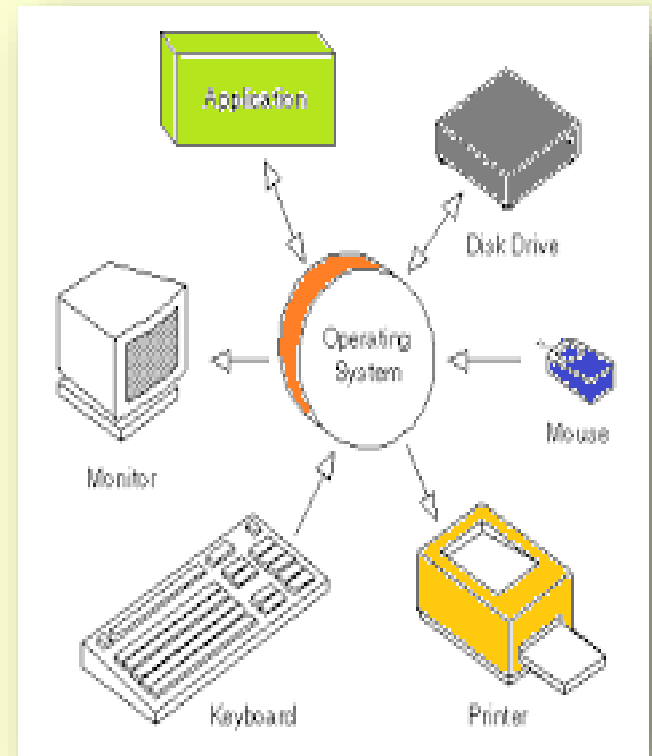 Application
Disk Drive
Operating
System
Mouse
Monitor
Keyboard
Printer